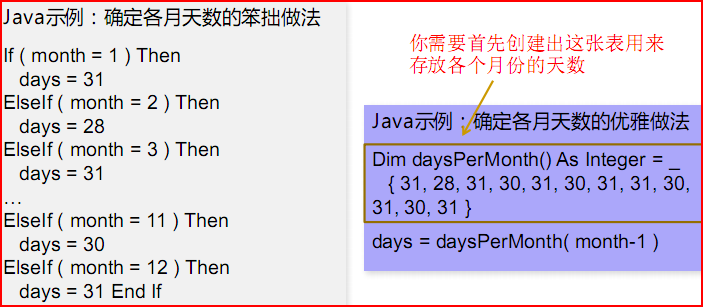 Java示例：确定各月天数的笨拙做法
If ( month = 1 ) Then
days = 31
ElseIf ( month = 2 ) Then
days = 28
ElseIf ( month = 3 ) Then
days = 31
…
ElseIf ( month = 11 ) Then
days = 30
ElseIf ( month = 12 ) Then
days = 31 End If
你需要首先创建出这张表用来
存放各个月份的天数
Java示例：确定各月天数的优雅做法
Dim daysPerMonth() As Integer = _
{ 31, 28, 31, 30, 31, 30, 31, 31, 30,
31, 30, 31 }
days = daysPerMonth( month-1 )